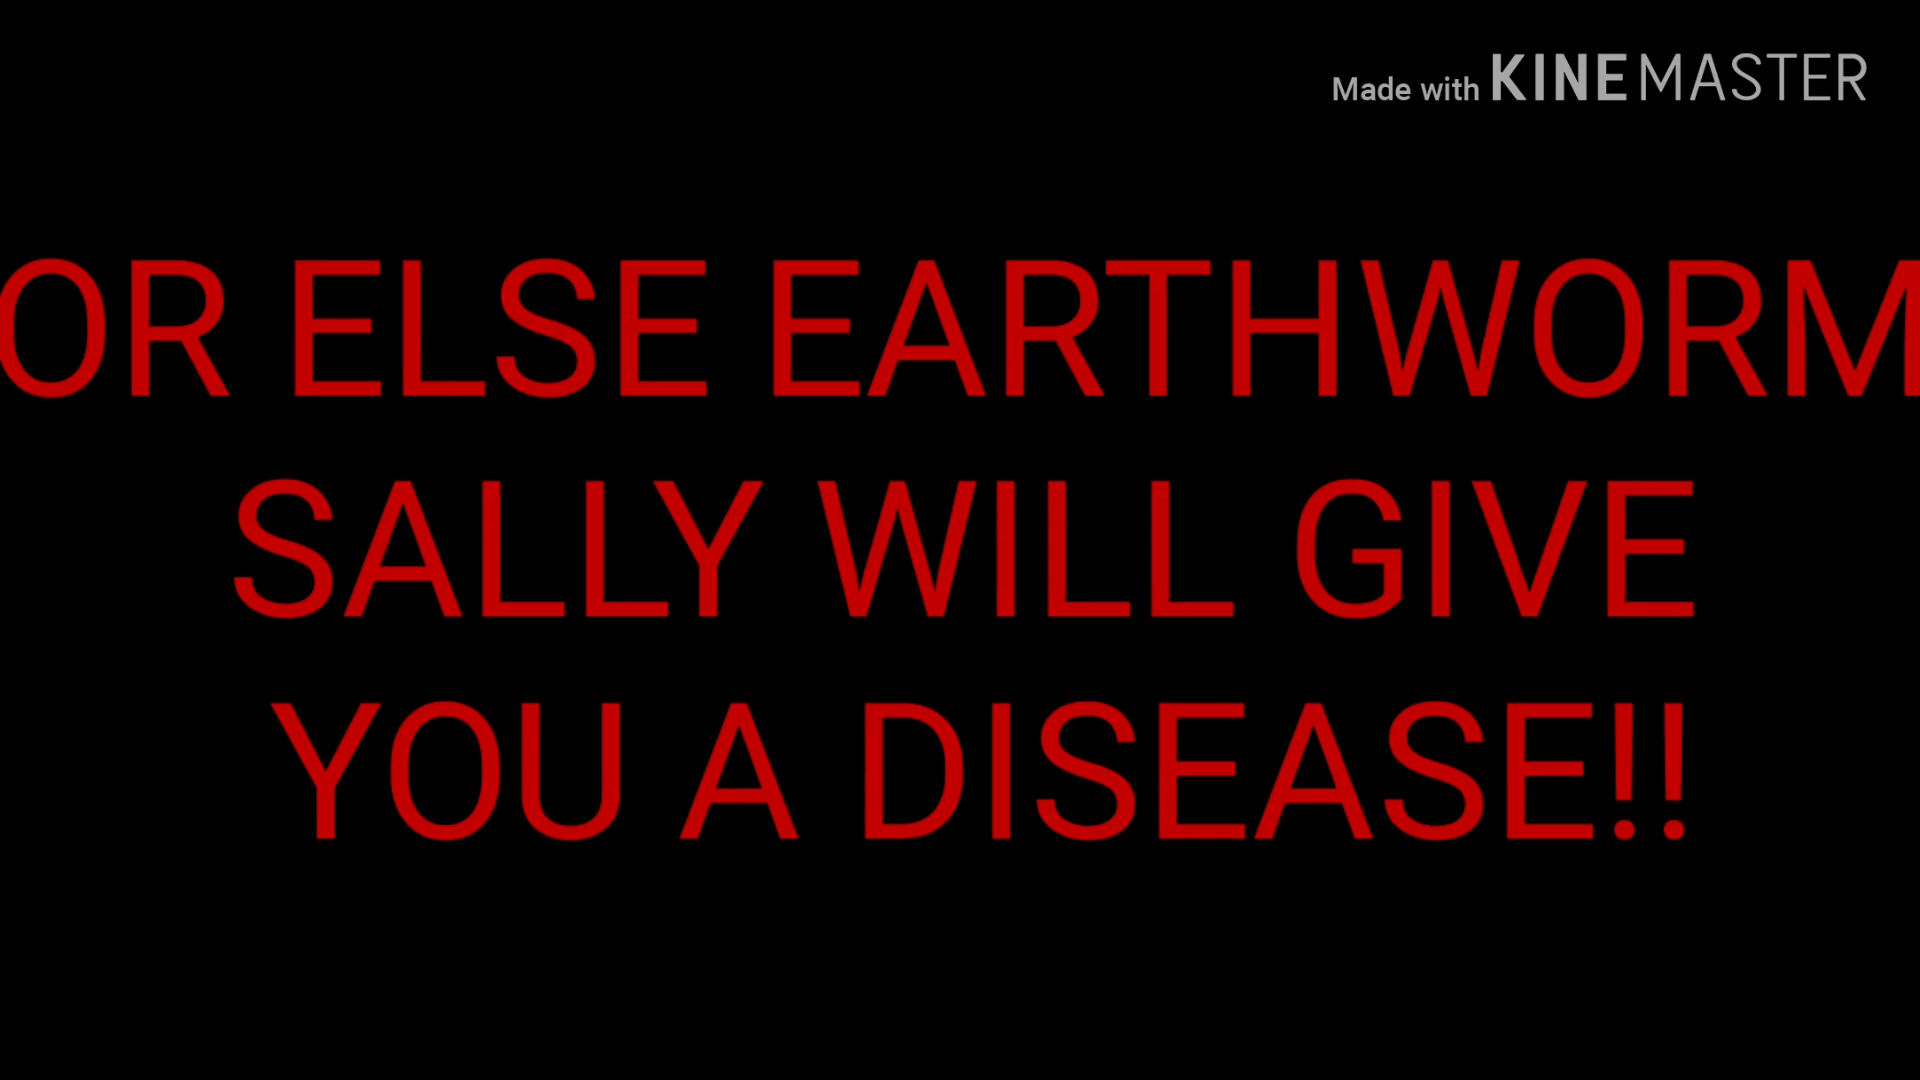 Made with KINEMASTER
OR ELSE EARTHWORM
SALLY WILL GIVE
YOU A DISEASE!!